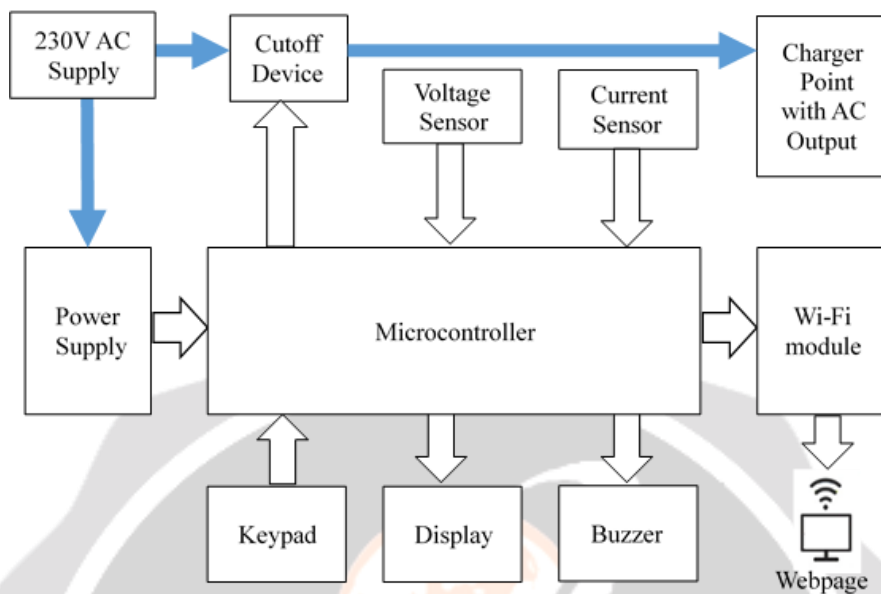 230V AC
Supply
Cutoff
Device
Voltage
Sensor
Current
Sensor
Charger
Point
with AC
Output
Power
Supply
Microcontroller
Wi-Fi
module
Keypad
Display
Buzzer
Webpage